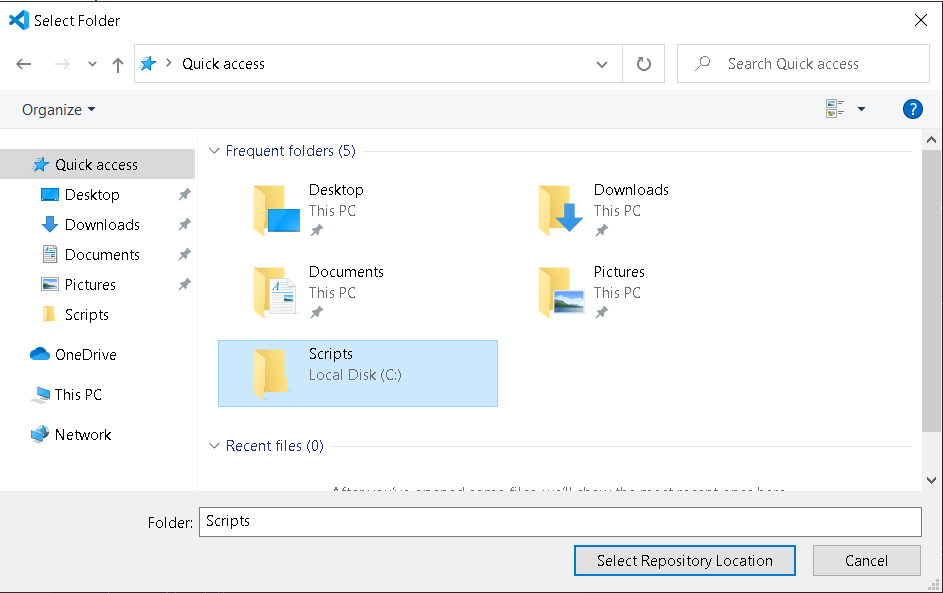 Select Folder
Quick access
Search Quick access
Organize
?
Quick access
Desktop
Downloads
Documents
Pictures
Scripts
OneDrive
This PC
Network
Frequent folders (5)
Desktop
This PC
Downloads
This PC
Documents
This PC
Pictures
This PC
Scripts
Local Disk (C:)
Recent files (0)
After you've opened some files, we'll show the most recent ones here.
Folder:
Scripts
Select Repository Location
Cancel